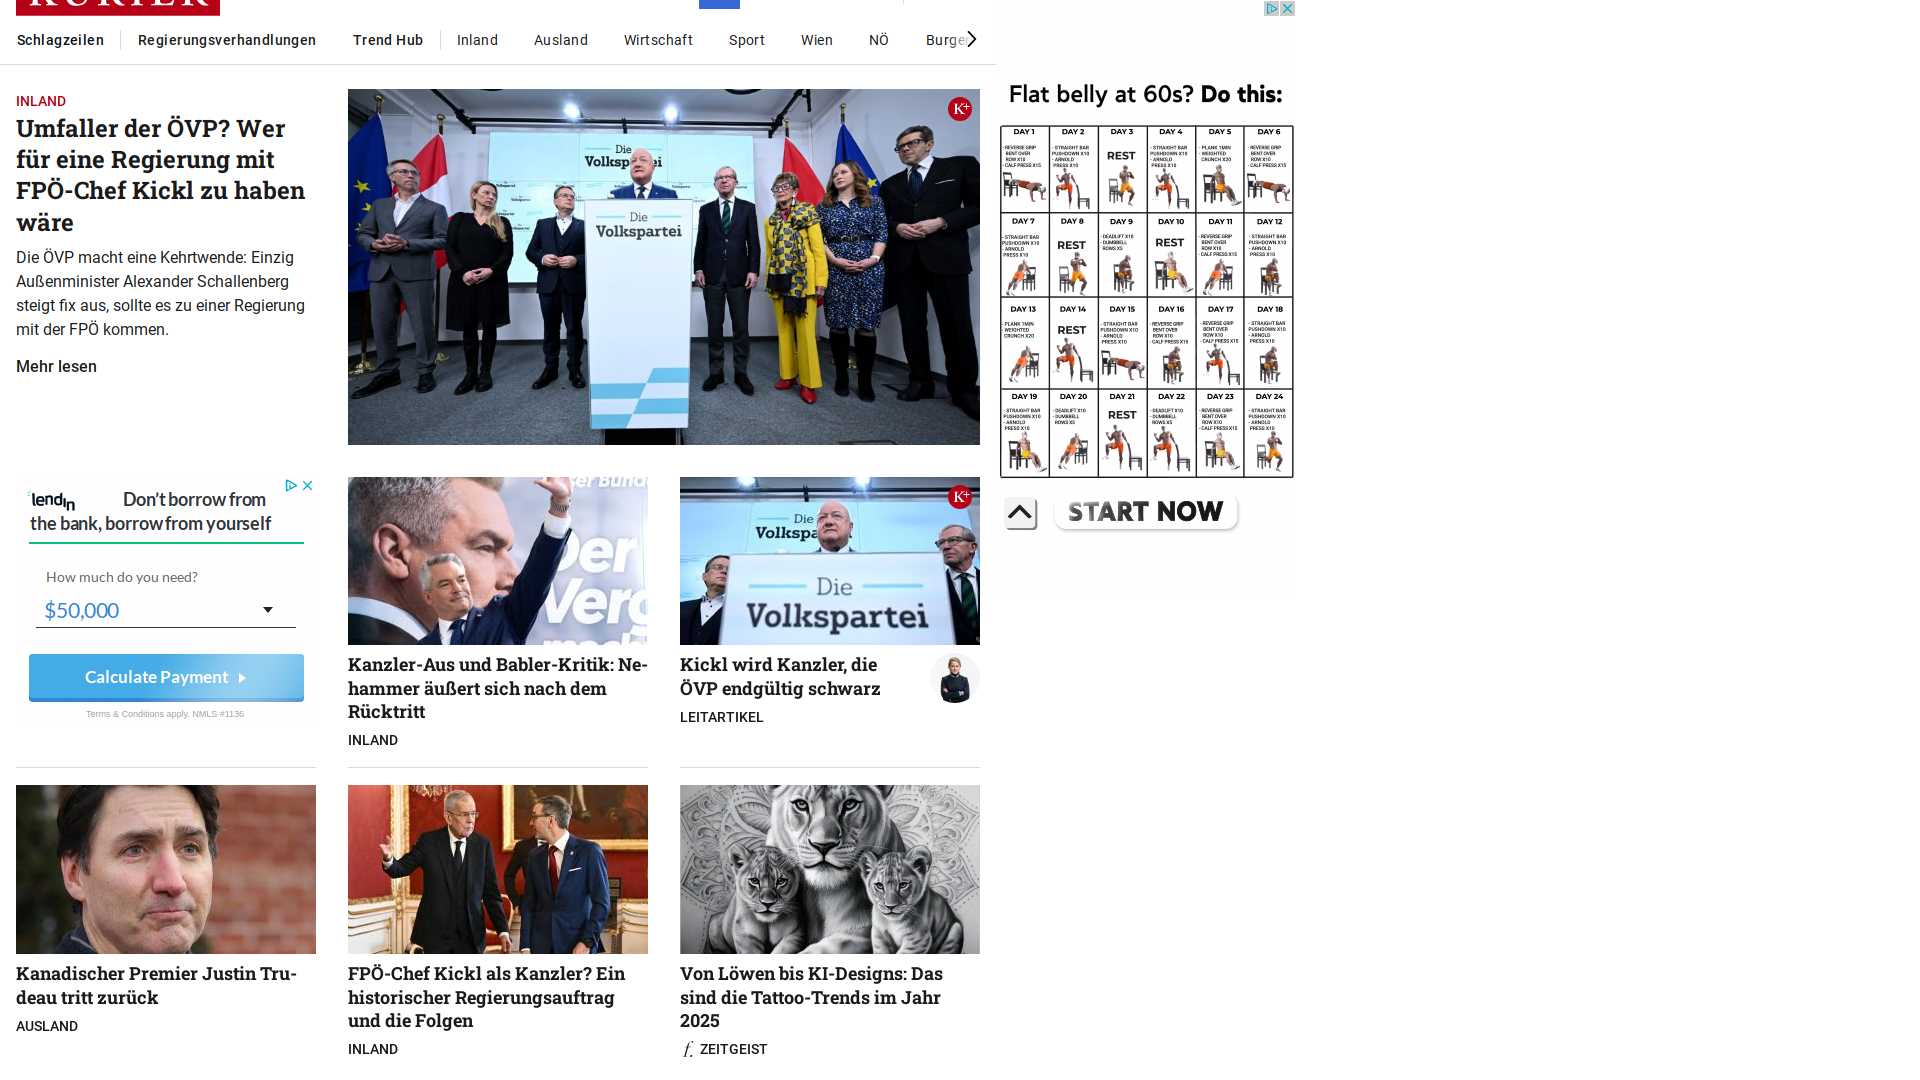 KURIER
Schlagzeilen
Regierungsverhandlungen
Trend Hub
Inland
Ausland
Wirtschaft
Sport
Wien
NÖ
INLAND
Umfaller der ÖVP? Wer
für eine Regierung mit
FPÖ-Chef Kickl zu haben
wäre
Die ÖVP macht eine Kehrtwende: Einzig
Außenminister Alexander Schallenberg
steigt fix aus, sollte es zu einer Regierung
mit der FPÖ kommen.
Mehr lesen
K+
Die
Volkspartei
Die
Volkspartei
Flat belly at 60s? Do this:
DAY 1
DAY 2
DAY 3
DAY 4
DAY 5
DAY 6
REST
DAY 7
DAY 8
DAY 9
DAY 10
DAY 11
DAY 12
REST
REST
DAY 13
DAY 14
DAY 15
DAY 16
DAY 17
DAY 18
REST
DAY 19
DAY 20
DAY 21
DAY 22
DAY 23
DAY 24
REST
START NOW
lendIn
Don't borrow from
the bank, borrow from yourself
How much do you need?
$50,000
Calculate Payment
Terms & Conditions apply. NMLS #1136
Der
Kanzler-Aus und Babler-Kritik: Ne-
hammer äußert sich nach dem
Rücktritt
INLAND
K+
Die
Die
Volkspartei
Kickl wird Kanzler, die
ÖVP endgültig schwarz
LEITARTIKEL
Kanadischer Premier Justin Tru-
deau tritt zurück
AUSLAND
FPÖ-Chef Kickl als Kanzler? Ein
historischer Regierungsauftrag
und die Folgen
INLAND
Von Löwen bis KI-Designs: Das
sind die Tattoo-Trends im Jahr
2025
f. ZEITGEIST